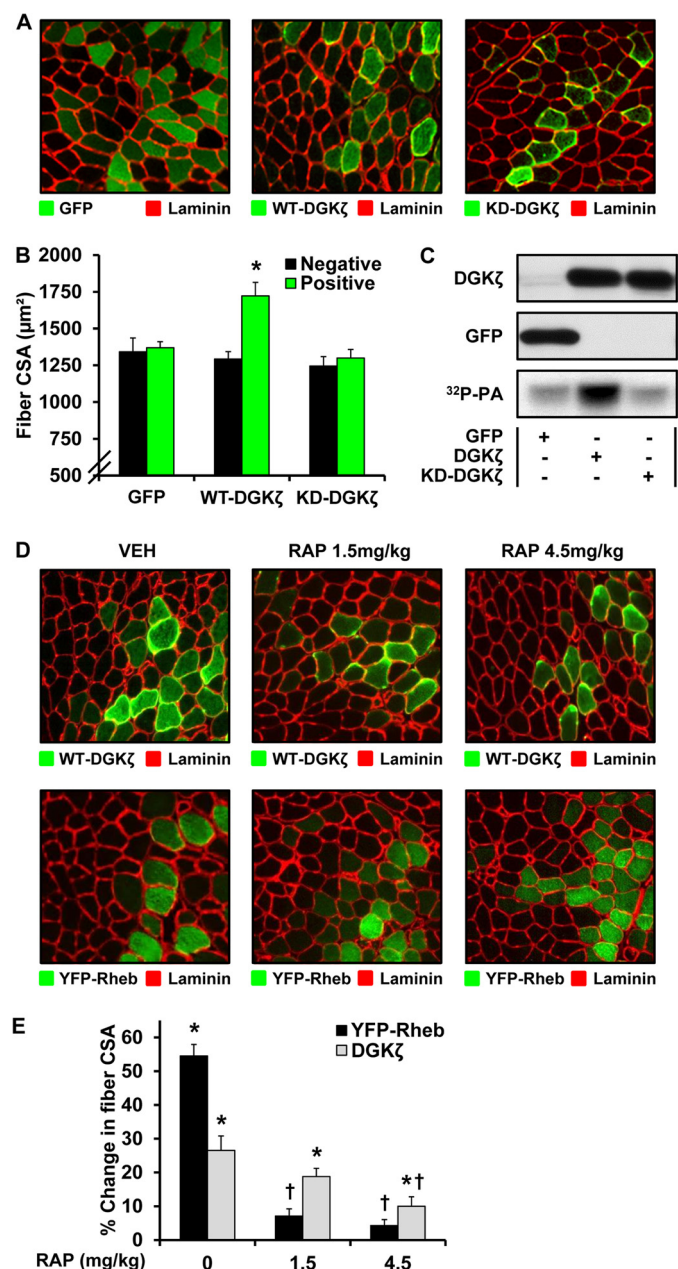 A
GFP Laminin WT-DGKζ Laminin KD-DGKζ Laminin
B
Fiber CSA (µm²)
2000
1750
1500
1250
1000
750
500
*
Negative
Positive
GFP WT-DGKζ KD-DGKζ
C
DGKζ
GFP
³²P-PA
GFP + - -
DGKζ - + -
KD-DGKζ - - +
D
VEH RAP 1.5mg/kg RAP 4.5mg/kg
WT-DGKζ Laminin WT-DGKζ Laminin WT-DGKζ Laminin
YFP-Rheb Laminin YFP-Rheb Laminin YFP-Rheb Laminin
E
% Change in fiber CSA
60
50
40
30
20
10
0
YFP-Rheb
DGKζ
* * † * † *†
RAP (mg/kg) 0 1.5 4.5